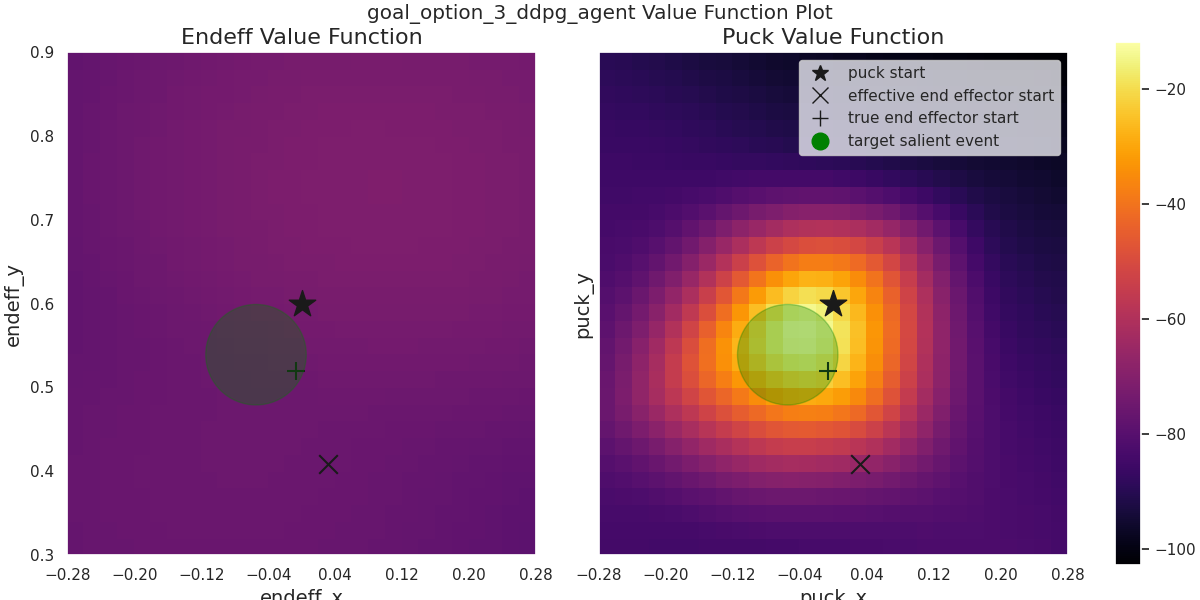 goal_option_3_ddpg_agent Value Function Plot
Endeff Value Function
0.9
0.8
0.7
0.6
0.5
0.4
0.3
endeff_y
−0.28 −0.20 −0.12 −0.04 0.04 0.12 0.20 0.28
endeff_x
Puck Value Function
puck start
effective end effector start
true end effector start
target salient event
puck_y
−0.28 −0.20 −0.12 −0.04 0.04 0.12 0.20 0.28
puck_x
−20
−40
−60
−80
−100